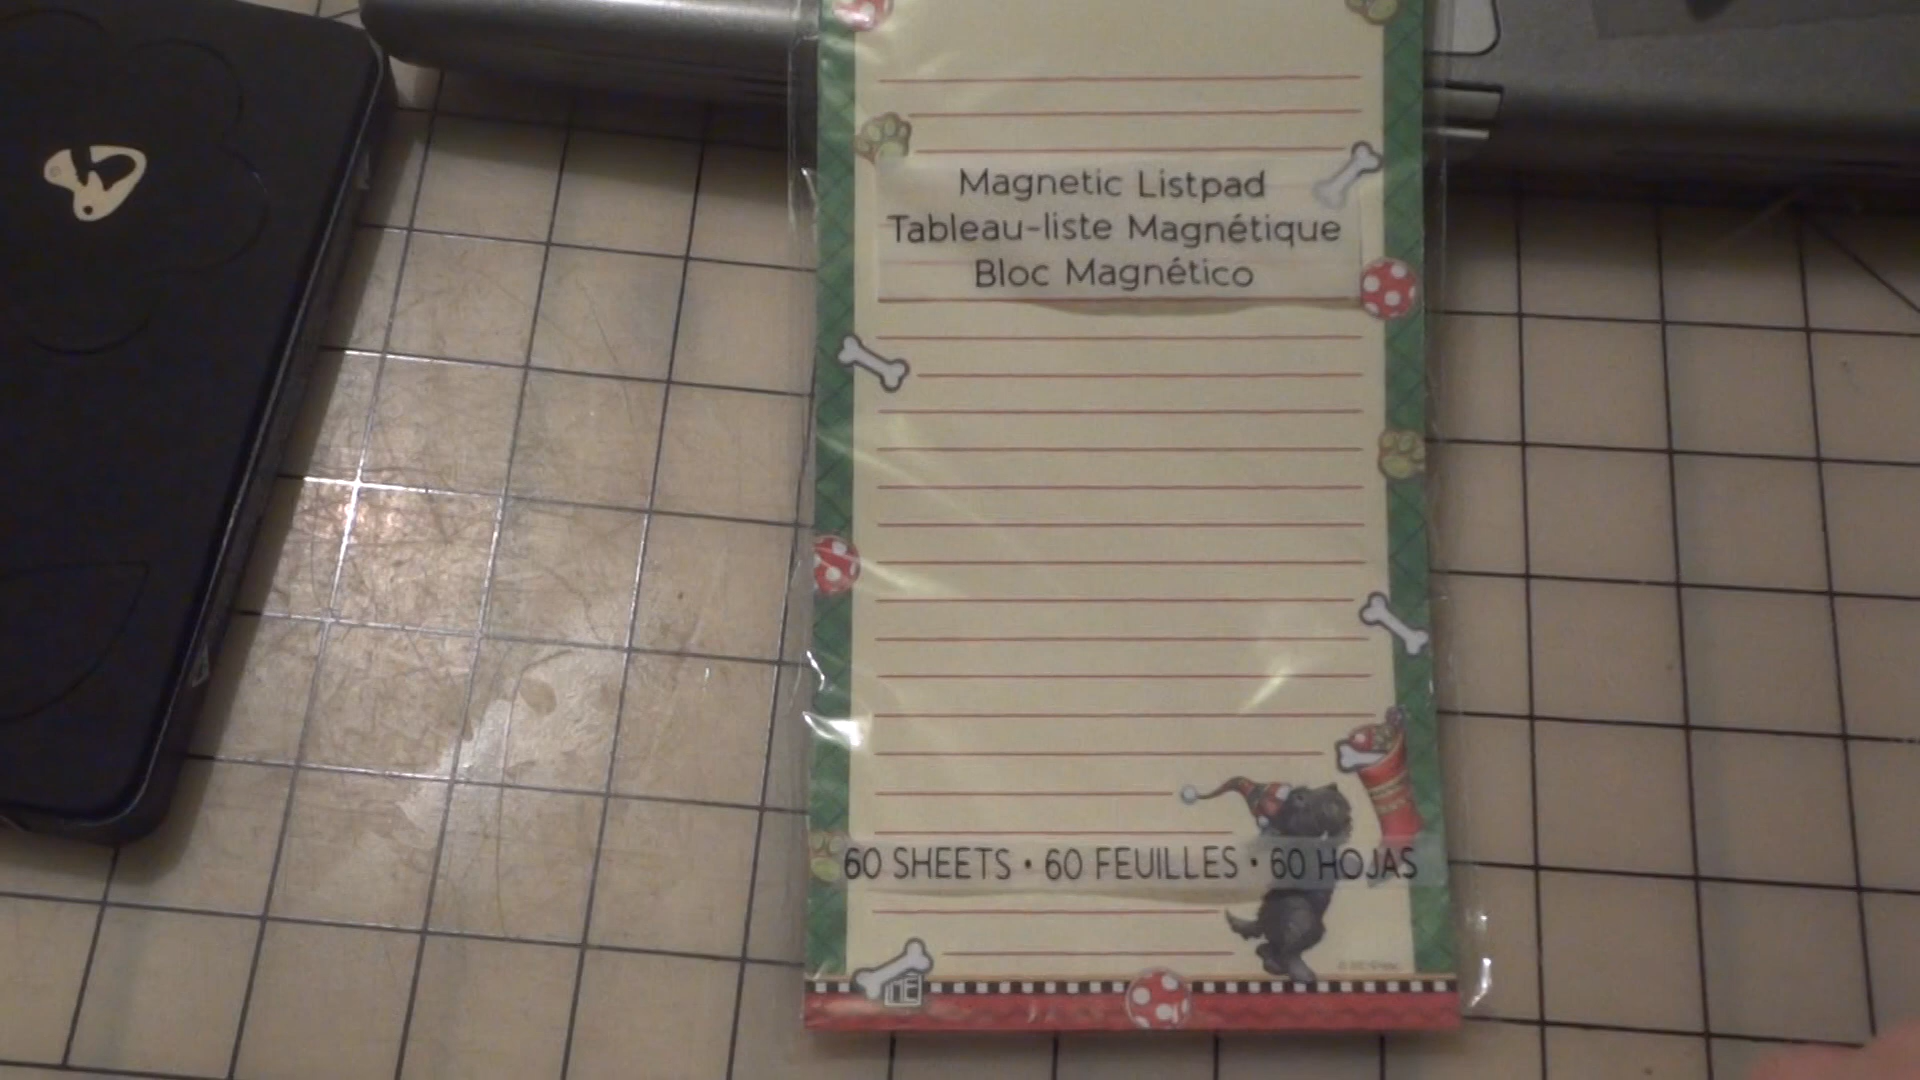 Magnetic Listpad
Tableau-liste Magnétique
Bloc Magnético
60 SHEETS • 60 FEUILLES • 60 HOJAS